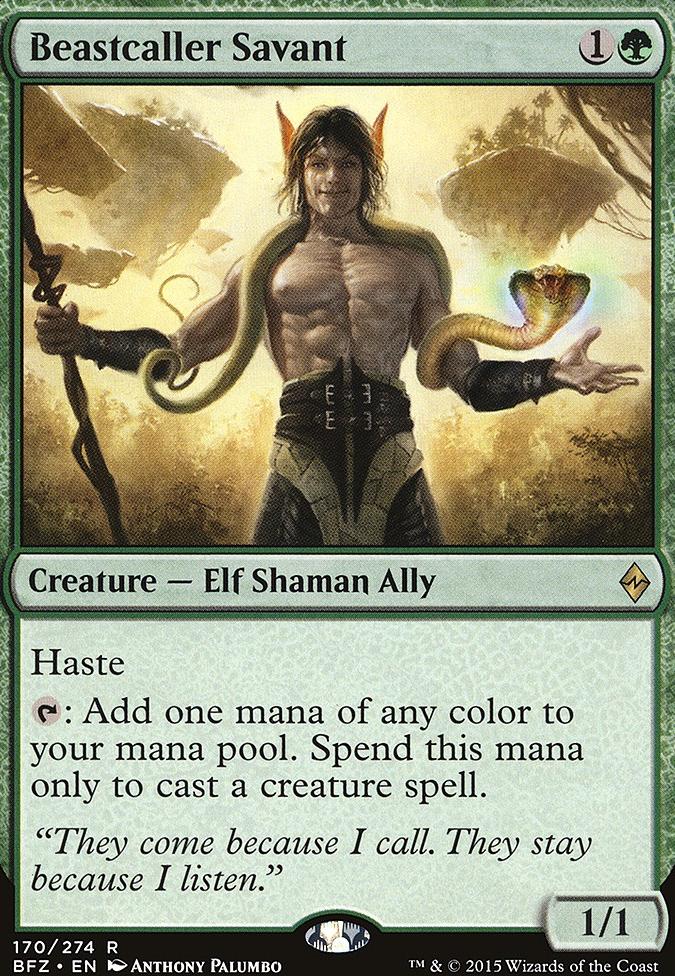 Beastcaller Savant 1
Creature — Elf Shaman Ally
Haste
: Add one mana of any color to
your mana pool. Spend this mana
only to cast a creature spell.
“They come because I call. They stay
because I listen.”
1/1
170/274 R
BFZ • EN Anthony Palumbo
™ & © 2015 Wizards of the Coast